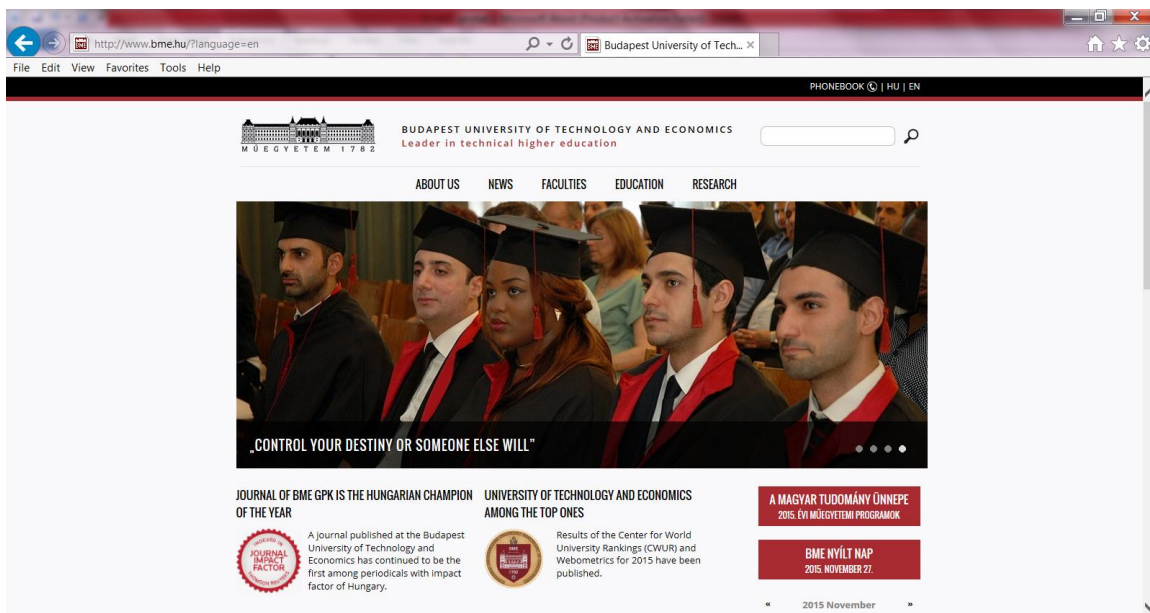 http://www.bme.hu/?language=en
Budapest University of Tech...
File Edit View Favorites Tools Help
PHONEBOOK | HU | EN
MŰEGYETEM 1782
BUDAPEST UNIVERSITY OF TECHNOLOGY AND ECONOMICS
Leader in technical higher education
ABOUT US NEWS FACULTIES EDUCATION RESEARCH
„CONTROL YOUR DESTINY OR SOMEONE ELSE WILL”
JOURNAL OF BME GPK IS THE HUNGARIAN CHAMPION
OF THE YEAR
JOURNAL
IMPACT
FACTOR
A journal published at the Budapest
University of Technology and
Economics has continued to be the
first among periodicals with impact
factor of Hungary.
UNIVERSITY OF TECHNOLOGY AND ECONOMICS
AMONG THE TOP ONES
Results of the Center for World
University Rankings (CWUR) and
Webometrics for 2015 have been
published.
A MAGYAR TUDOMÁNY ÜNNEPE
2015. ÉVI MŰEGYETEMI PROGRAMOK
BME NYÍLT NAP
2015. NOVEMBER 27.
« 2015 November »